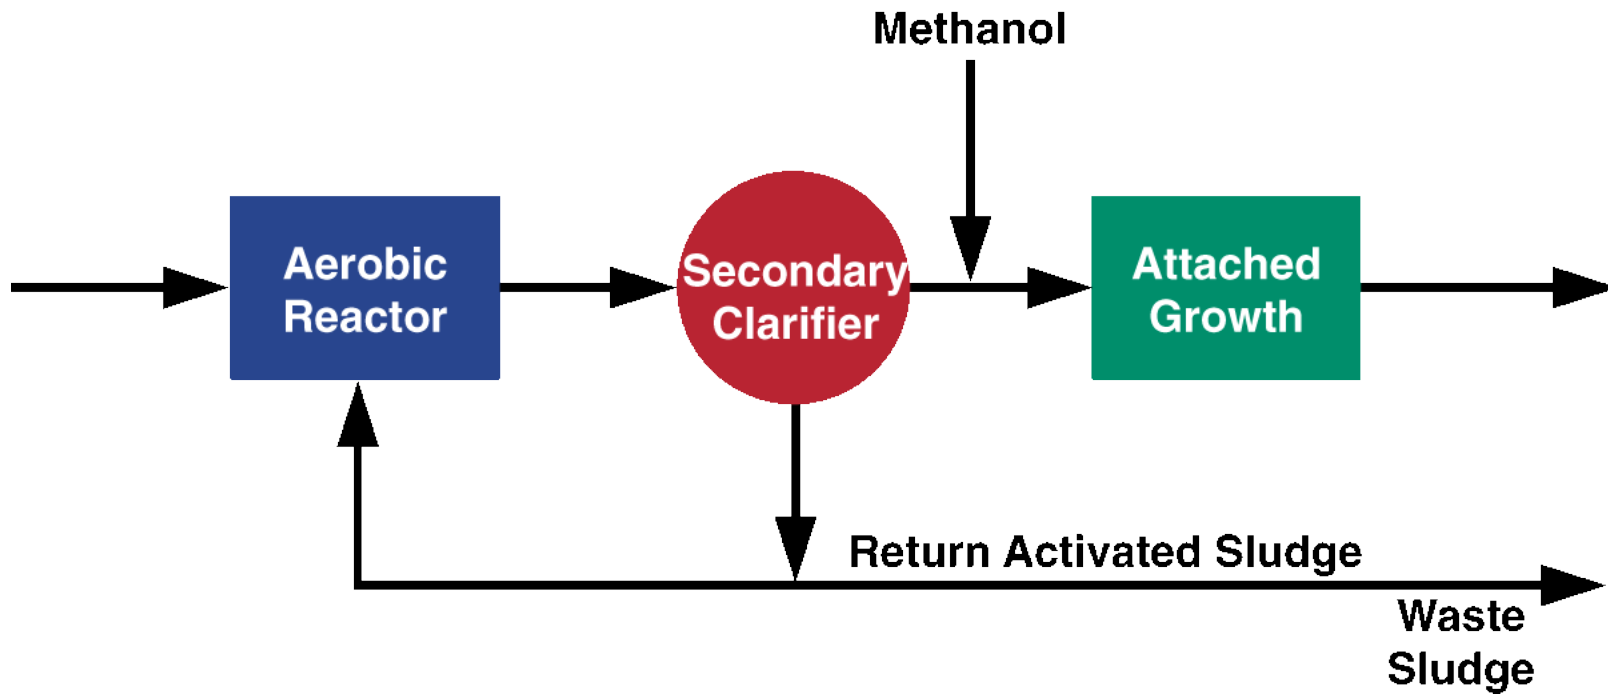 Methanol
Aerobic
Reactor
Secondary
Clarifier
Attached
Growth
Return Activated Sludge
Waste
Sludge